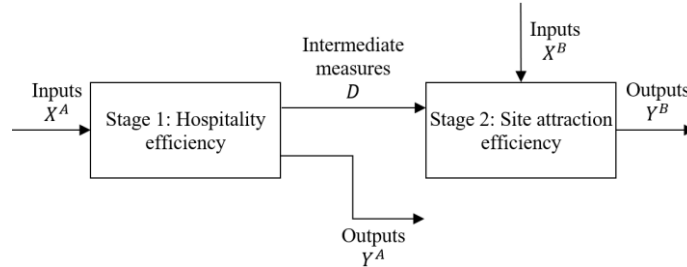 Inputs
X^A
Stage 1: Hospitality
efficiency
Intermediate
measures
D
Outputs
Y^A
Inputs
X^B
Stage 2: Site attraction
efficiency
Outputs
Y^B